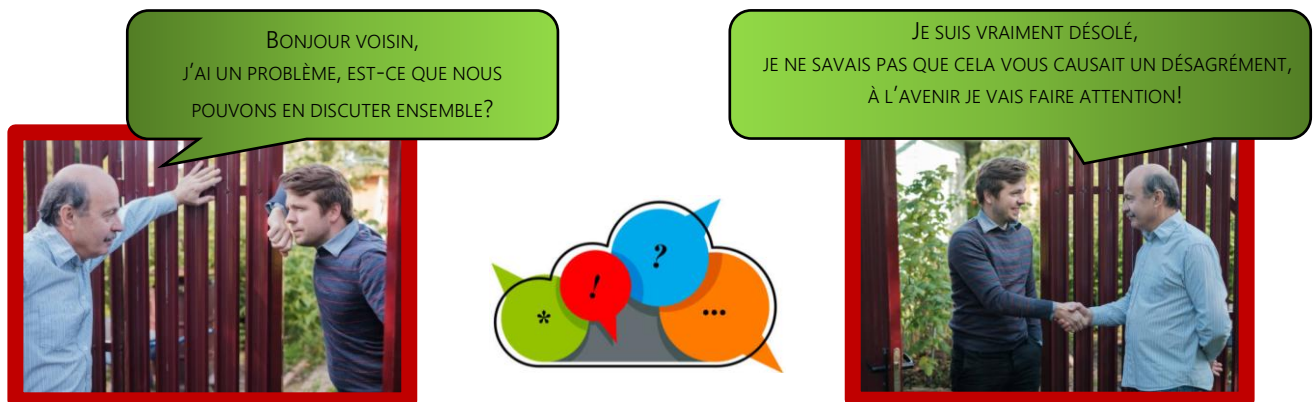 BONJOUR VOISIN,
J'AI UN PROBLÈME, EST-CE QUE NOUS
POUVONS EN DISCUTER ENSEMBLE?
JE SUIS VRAIMENT DÉSOLÉ,
JE NE SAVAIS PAS QUE CELA VOUS CAUSAIT UN DÉSAGRÉMENT,
À L'AVENIR JE VAIS FAIRE ATTENTION!
* ! ? ...